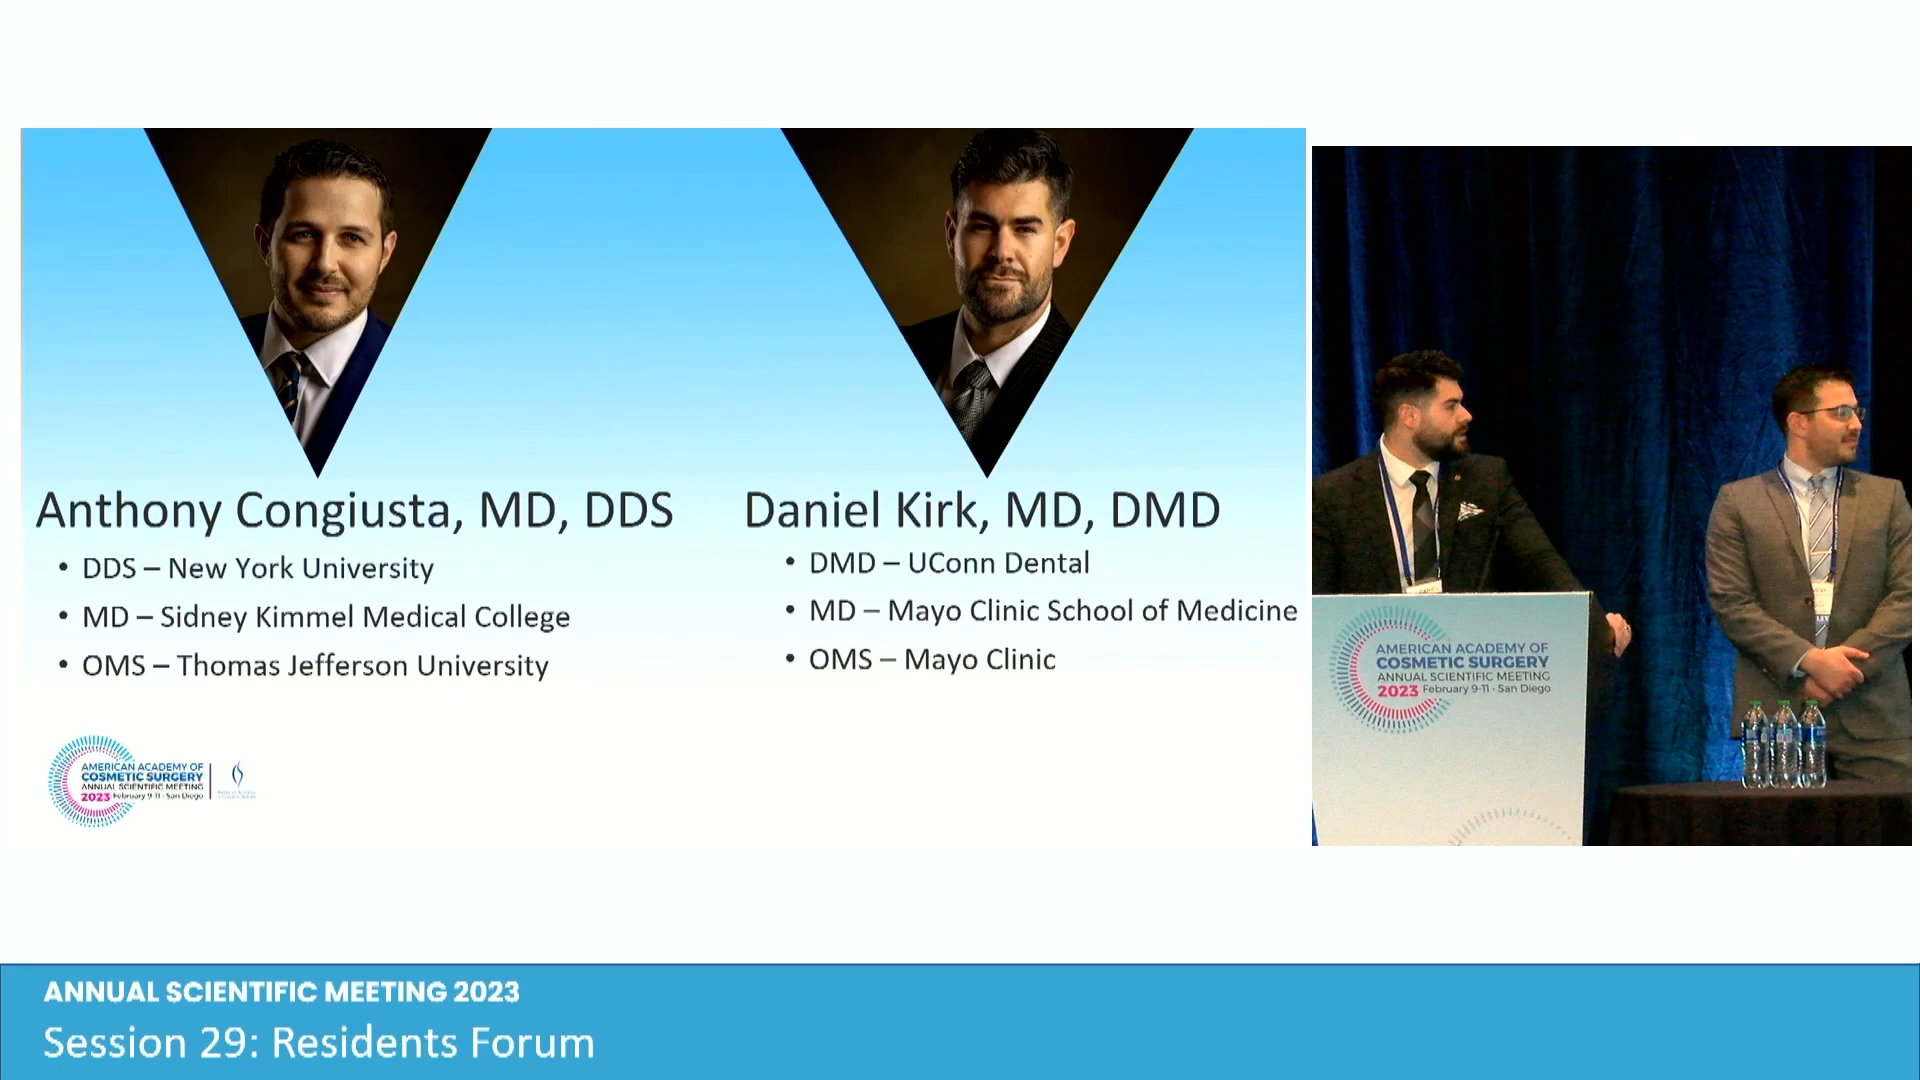 Anthony Congiusta, MD, DDS
• DDS – New York University
• MD – Sidney Kimmel Medical College
• OMS – Thomas Jefferson University
Daniel Kirk, MD, DMD
• DMD – UConn Dental
• MD – Mayo Clinic School of Medicine
• OMS – Mayo Clinic
AMERICAN ACADEMY OF
COSMETIC SURGERY
ANNUAL SCIENTIFIC MEETING
2023 February 9-11 · San Diego
AMERICAN ACADEMY OF
COSMETIC SURGERY
ANNUAL SCIENTIFIC MEETING
2023 February 9-11 · San Diego
ANNUAL SCIENTIFIC MEETING 2023
Session 29: Residents Forum